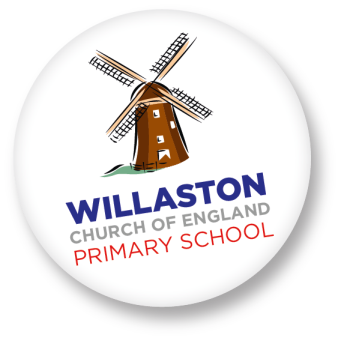 WILLASTON
CHURCH OF ENGLAND
PRIMARY SCHOOL